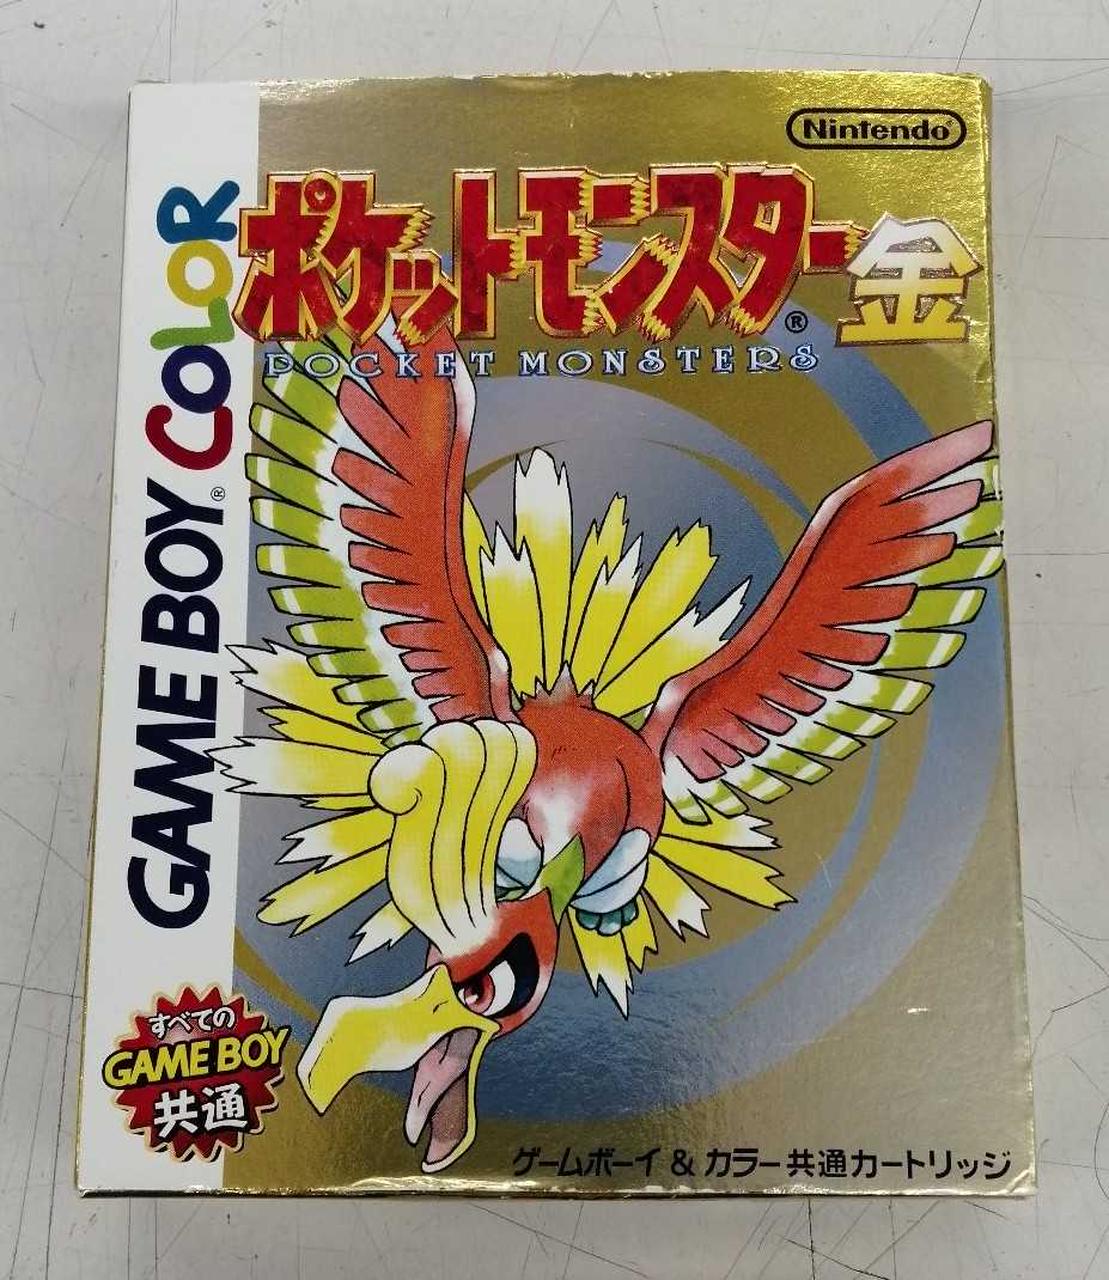 Nintendo®
ポケットモンスター金
®
POCKET MONSTERS
GAME BOY® COLOR
すべての
GAME BOY
共通
ゲームボーイ & カラー共通カートリッジ